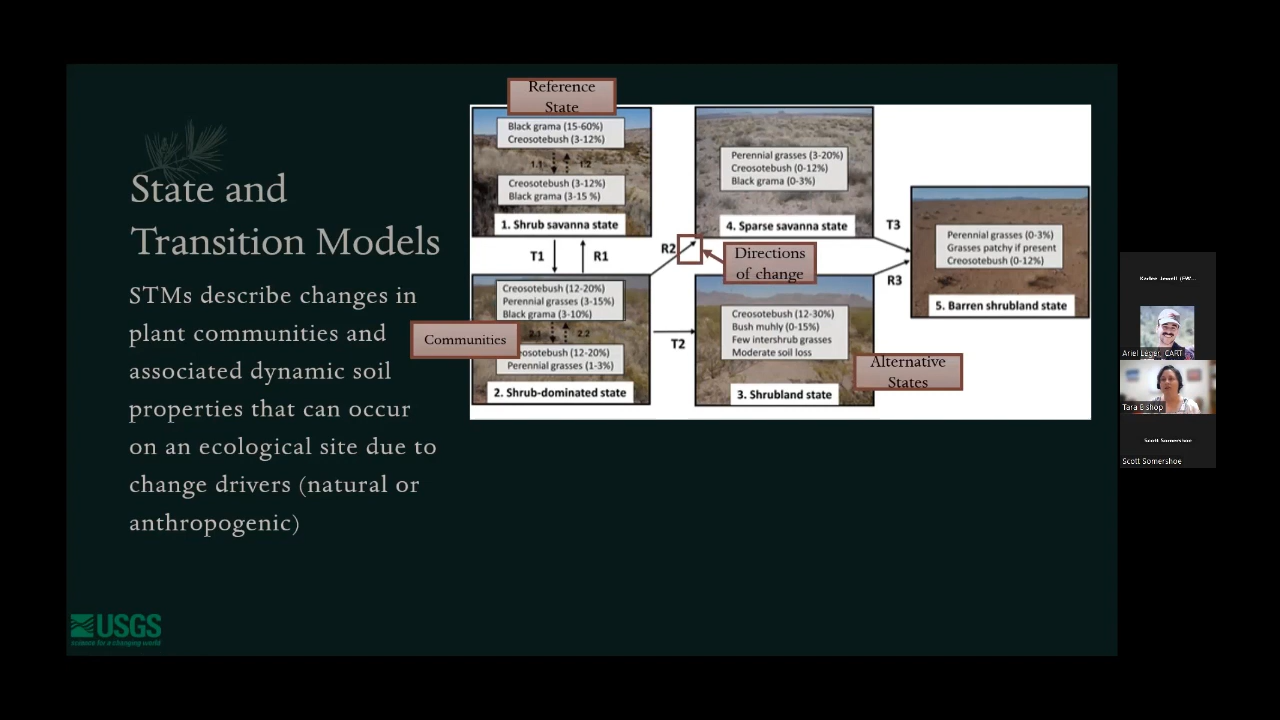 State and
Transition Models
STMs describe changes in
plant communities and
associated dynamic soil
properties that can occur
on an ecological site due to
change drivers (natural or
anthropogenic)
USGS
science for a changing world
Reference
State
Black grama (15-60%)
Creosotebush (3-12%)
1.1 1.2
Creosotebush (3-12%)
Black grama (3-15 %)
1. Shrub savanna state
T1
R1
Creosotebush (12-20%)
Perennial grasses (3-15%)
Black grama (3-10%)
2.1 2.2
Communities
osotebush (12-20%)
Perennial grasses (1-3%)
2. Shrub-dominated state
R2
T2
Perennial grasses (3-20%)
Creosotebush (0-12%)
Black grama (0-3%)
4. Sparse savanna state
Directions
of change
Creosotebush (12-30%)
Bush muhly (0-15%)
Few intershrub grasses
Moderate soil loss
3. Shrubland state
Alternative
States
T3
R3
Perennial grasses (0-3%)
Grasses patchy if present
Creosotebush (0-12%)
5. Barren shrubland state
Ariel Leger, CART
Tara Bishop
Scott Somershoe
Scott Somershoe